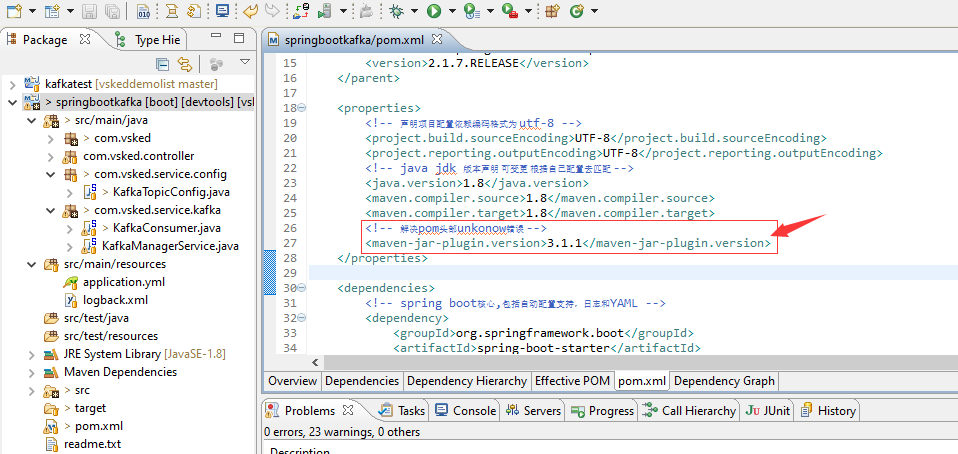 Package
Type Hie
kafkatest [vskeddemolist master]
> springbootkafka [boot] [devtools] [vsl
> src/main/java
> com.vsked
com.vsked.controller
> com.vsked.service.config
> KafkaTopicConfig.java
> com.vsked.service.kafka
> KafkaConsumer.java
KafkaManagerService.java
src/main/resources
application.yml
logback.xml
src/test/java
src/test/resources
JRE System Library [JavaSE-1.8]
Maven Dependencies
> src
> target
> pom.xml
readme.txt
springbootkafka/pom.xml
15 <version>2.1.7.RELEASE</version>
16 </parent>
17
18 <properties>
19 <!-- 声明项目配置依赖编码格式为 utf-8 -->
20 <project.build.sourceEncoding>UTF-8</project.build.sourceEncoding>
21 <project.reporting.outputEncoding>UTF-8</project.reporting.outputEncoding>
22 <!-- java jdk 版本声明 可变更 根据自己配置去匹配 -->
23 <java.version>1.8</java.version>
24 <maven.compiler.source>1.8</maven.compiler.source>
25 <maven.compiler.target>1.8</maven.compiler.target>
26 <!-- 解决pom头部unkonow错误 -->
27 <maven-jar-plugin.version>3.1.1</maven-jar-plugin.version>
28 </properties>
29
30 <dependencies>
31 <!-- spring boot核心,包括自动配置支持，日志和YAML -->
32 <dependency>
33 <groupId>org.springframework.boot</groupId>
34 <artifactId>spring-boot-starter</artifactId>
Overview Dependencies Dependency Hierarchy Effective POM pom.xml Dependency Graph
Problems Tasks Console Servers Progress Call Hierarchy JUnit History
0 errors, 23 warnings, 0 others
Description